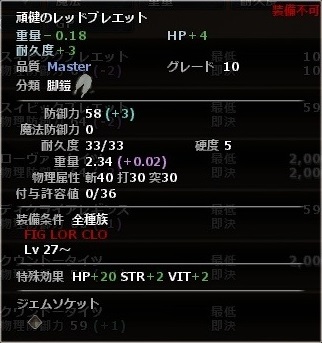 頑健のレッドプレエット
装備不可
重量－0.18 HP＋4
耐久度＋3
品質 Master グレード 10
分類 脚鎧
防御力 58 (+3)
魔法防御力 0
耐久度 33/33 硬度 5
重量 2.34 (+0.02)
物理属性 斬40 打30 突30
付与許容値 0/36
装備条件 全種族
FIG LOR CLO
Lv 27～
特殊効果 HP+20 STR+2 VIT+2
ジェムソケット